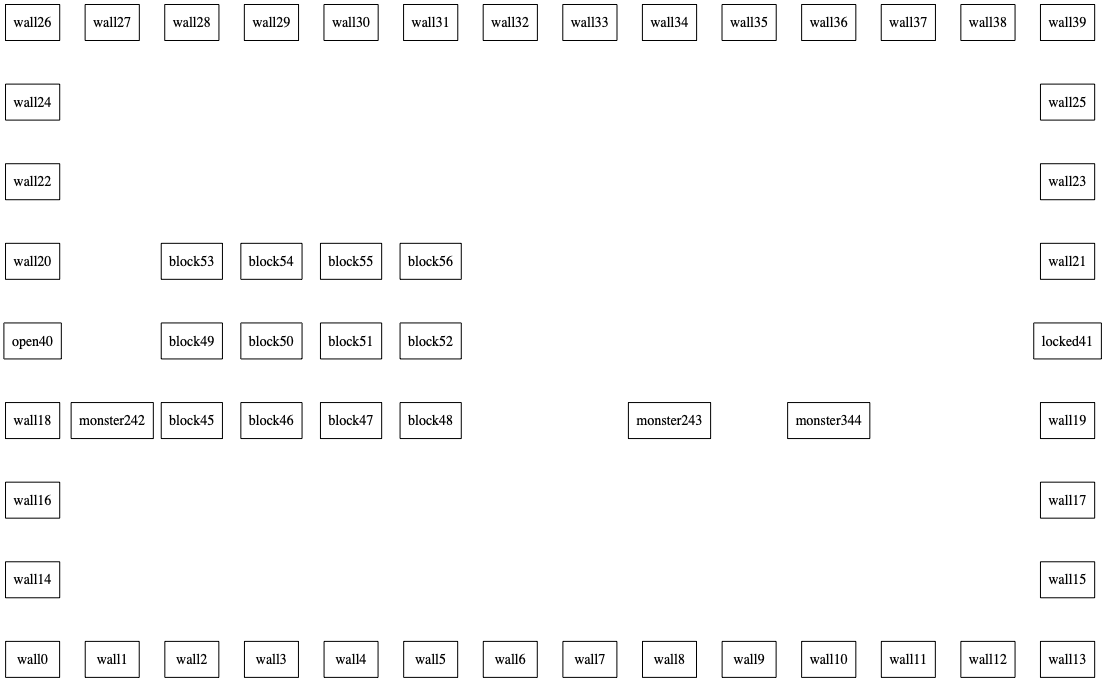 wall26 wall27 wall28 wall29 wall30 wall31 wall32 wall33 wall34 wall35 wall36 wall37 wall38 wall39
wall24 wall25
wall22 wall23
wall20 block53 block54 block55 block56 wall21
open40 block49 block50 block51 block52 locked41
wall18 monster242 block45 block46 block47 block48 monster243 monster344 wall19
wall16 wall17
wall14 wall15
wall0 wall1 wall2 wall3 wall4 wall5 wall6 wall7 wall8 wall9 wall10 wall11 wall12 wall13